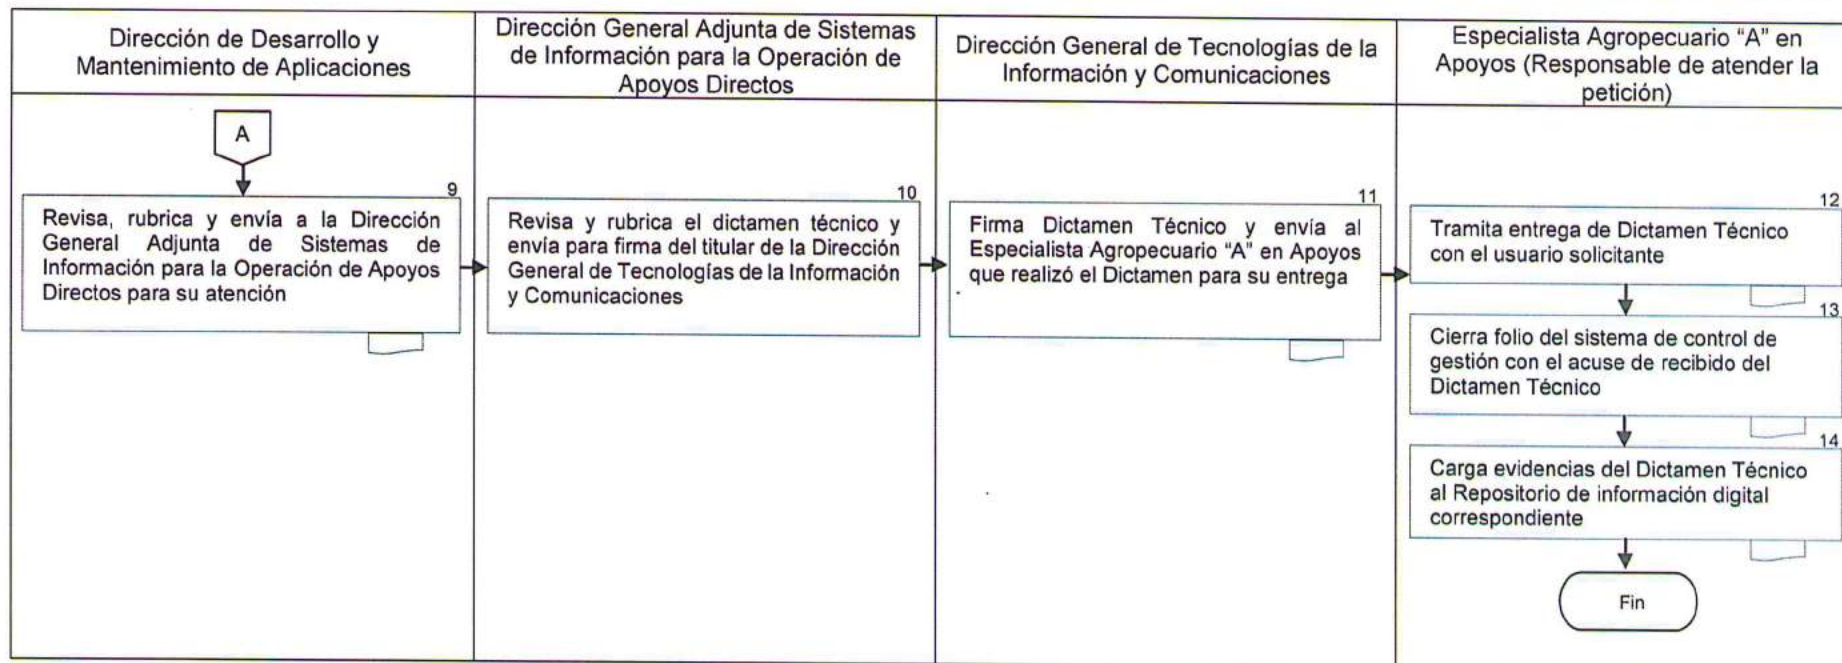 Dirección de Desarrollo y
Mantenimiento de Aplicaciones
Dirección General Adjunta de Sistemas
de Información para la Operación de
Apoyos Directos
Dirección General de Tecnologías de la
Información y Comunicaciones
Especialista Agropecuario “A” en
Apoyos (Responsable de atender la
petición)
A
9
Revisa, rubrica y envía a la Dirección
General Adjunta de Sistemas de
Información para la Operación de Apoyos
Directos para su atención
10
Revisa y rubrica el dictamen técnico y
envía para firma del titular de la Dirección
General de Tecnologías de la Información
y Comunicaciones
11
Firma Dictamen Técnico y envía al
Especialista Agropecuario “A” en Apoyos
que realizó el Dictamen para su entrega
12
Tramita entrega de Dictamen Técnico
con el usuario solicitante
13
Cierra folio del sistema de control de
gestión con el acuse de recibido del
Dictamen Técnico
14
Carga evidencias del Dictamen Técnico
al Repositorio de información digital
correspondiente
Fin